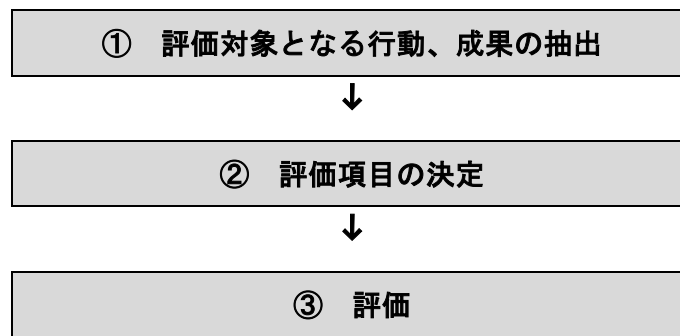 ① 評価対象となる行動、成果の抽出
↓
② 評価項目の決定
↓
③ 評価